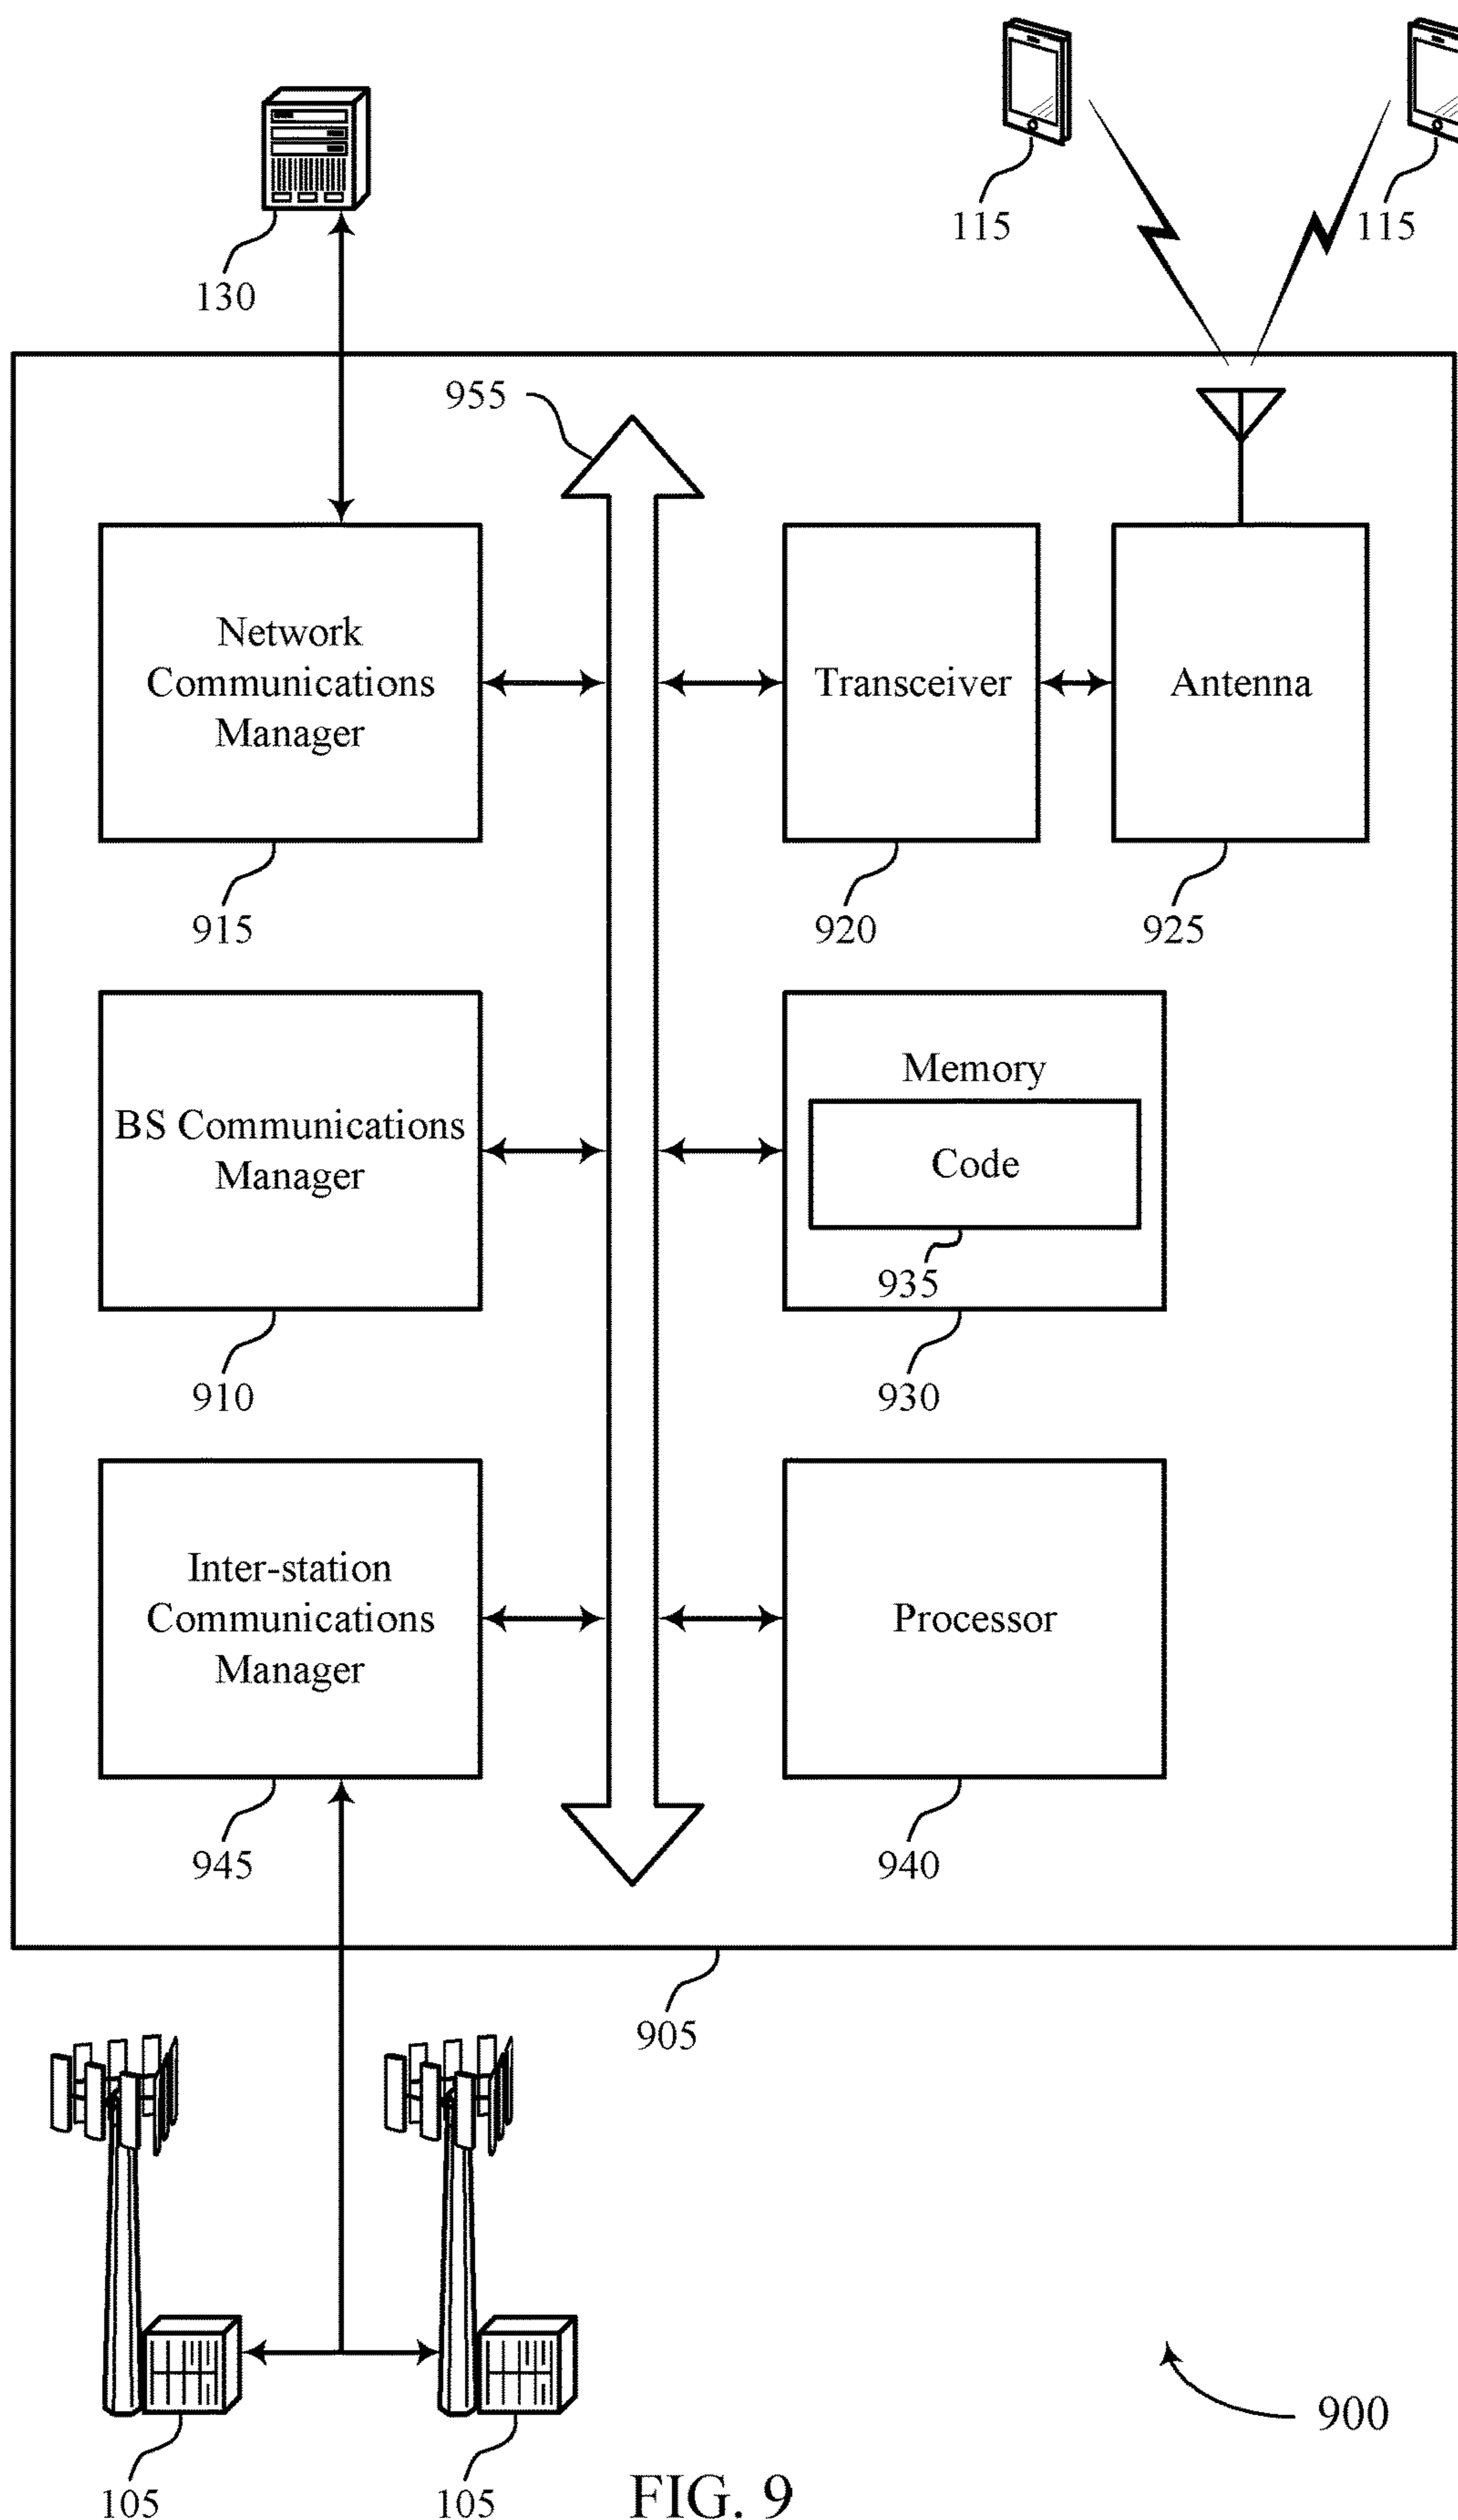 130
115
115
955
Network
Communications
Manager
Transceiver
Antenna
915
920
925
BS Communications
Manager
Memory
Code
935
910
930
Inter-station
Communications
Manager
Processor
945
940
905
900
105
105
FIG. 9